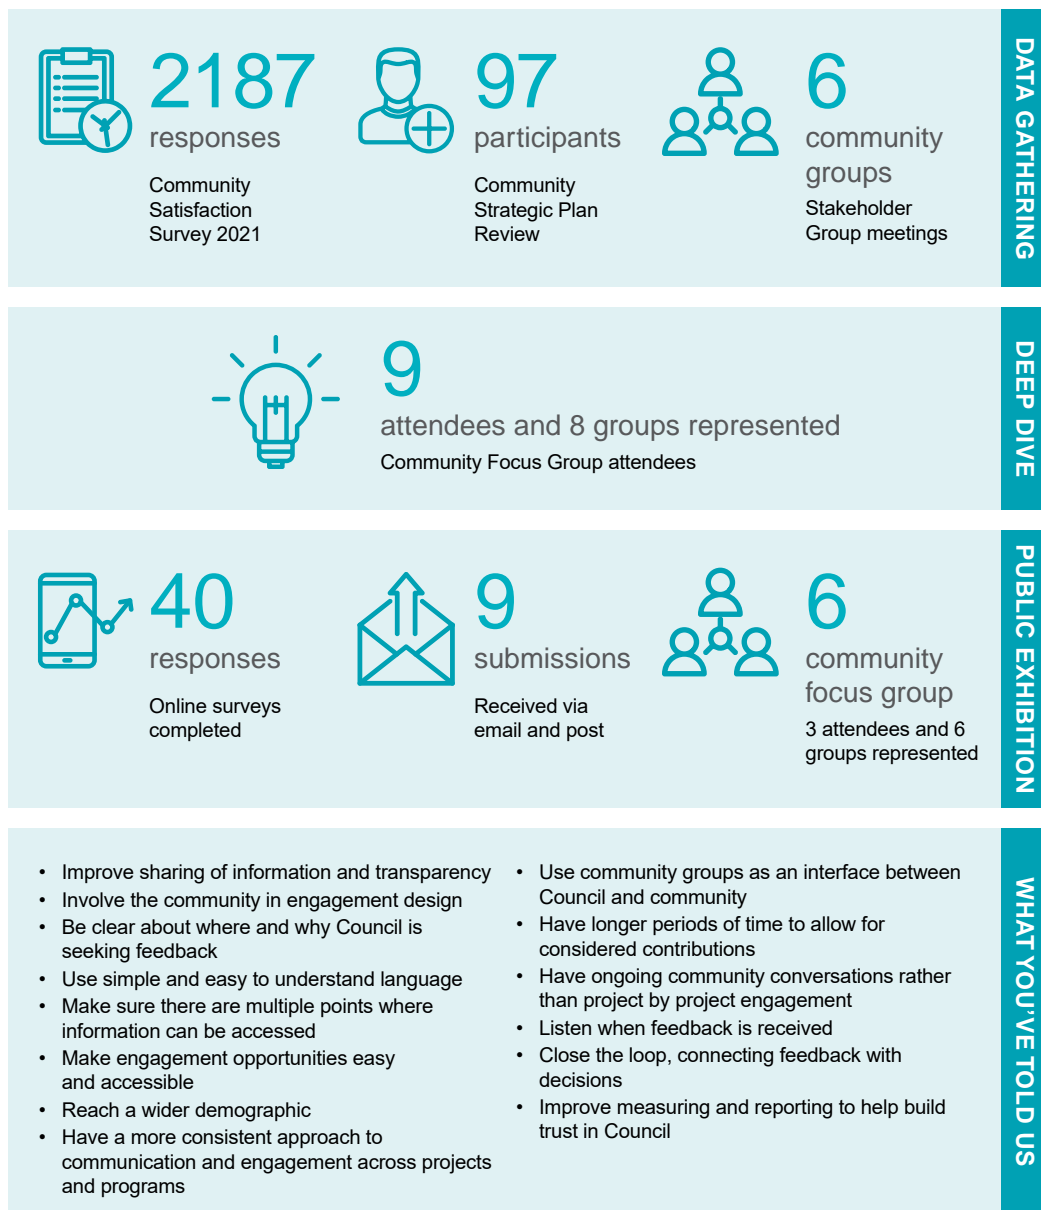 2187
responses
Community
Satisfaction
Survey 2021
97
participants
Community
Strategic Plan
Review
6
community
groups
Stakeholder
Group meetings
DATA GATHERING
9
attendees and 8 groups represented
Community Focus Group attendees
DEEP DIVE
40
responses
Online surveys
completed
9
submissions
Received via
email and post
6
community
focus group
3 attendees and 6
groups represented
PUBLIC EXHIBITION
• Improve sharing of information and transparency
• Involve the community in engagement design
• Be clear about where and why Council is
seeking feedback
• Use simple and easy to understand language
• Make sure there are multiple points where
information can be accessed
• Make engagement opportunities easy
and accessible
• Reach a wider demographic
• Have a more consistent approach to
communication and engagement across projects
and programs
• Use community groups as an interface between
Council and community
• Have longer periods of time to allow for
considered contributions
• Have ongoing community conversations rather
than project by project engagement
• Listen when feedback is received
• Close the loop, connecting feedback with
decisions
• Improve measuring and reporting to help build
trust in Council
WHAT YOU'VE TOLD US